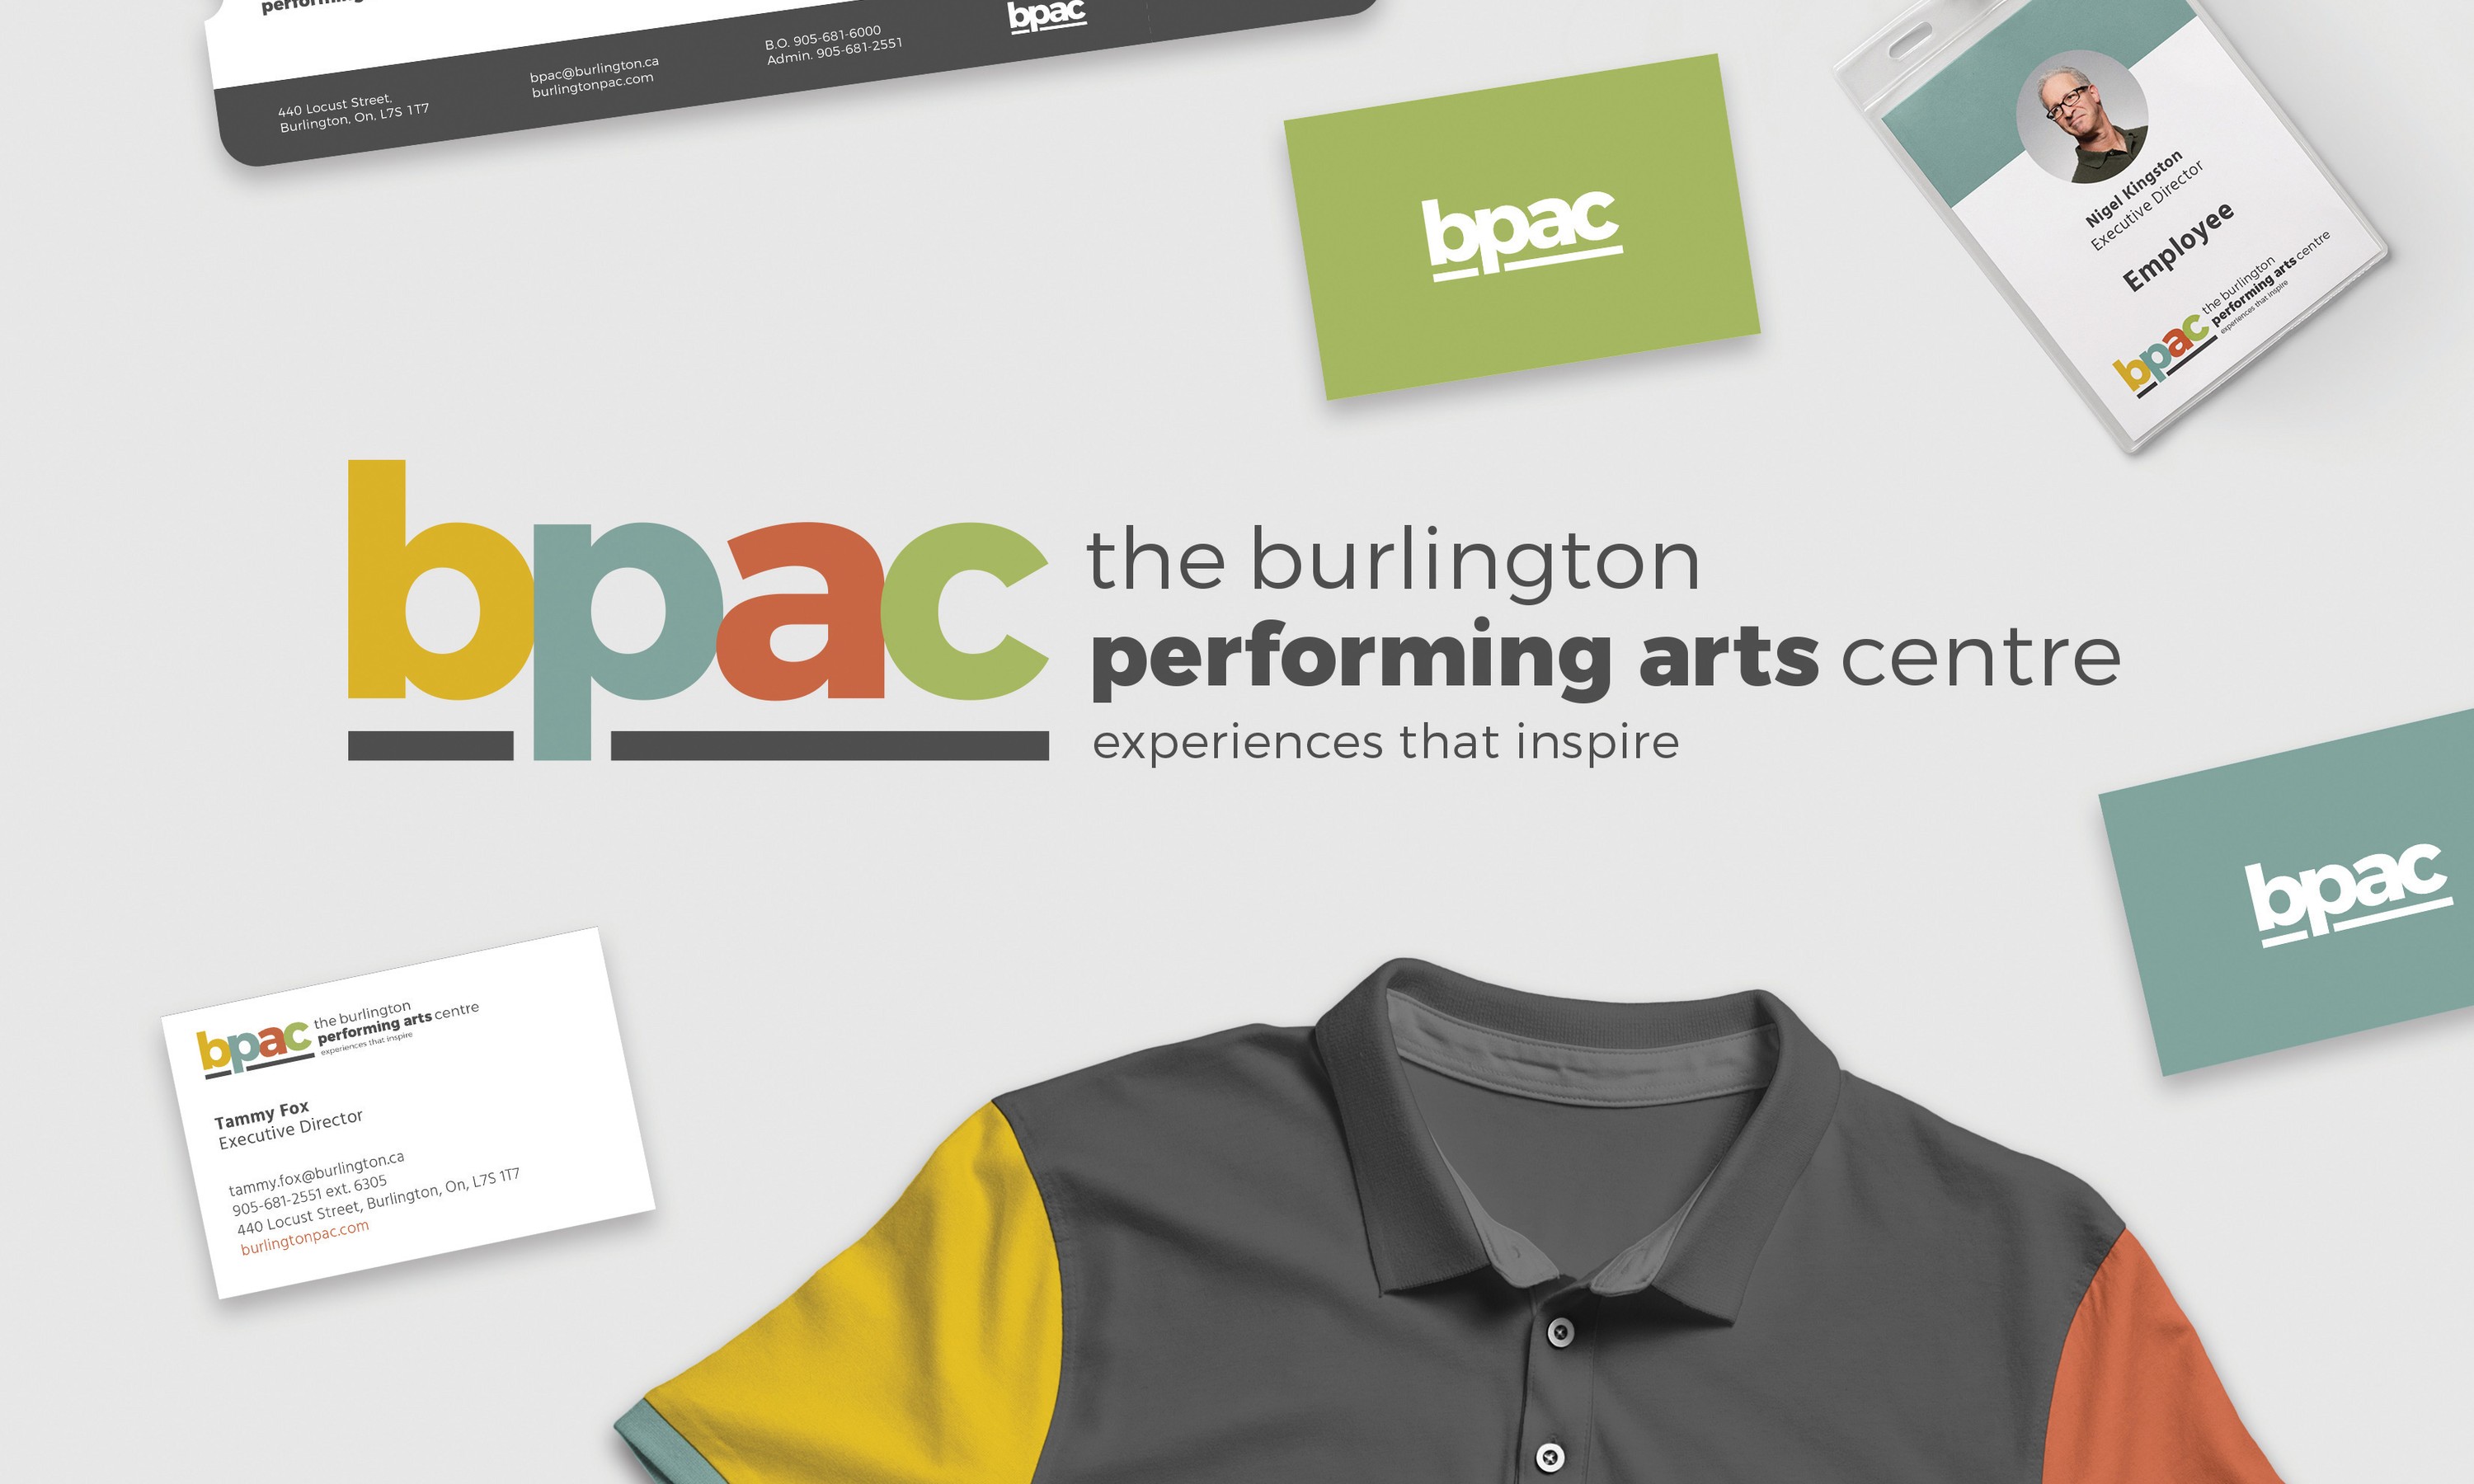 440 Locust Street,
Burlington, On, L7S 1T7
bpac@burlington.ca
burlingtonpac.com
B.O. 905-681-6000
Admin. 905-681-2551
bpac
bpac
Nigel Kingston
Executive Director
Employee
bpac the burlington
performing arts centre
experiences that inspire
bpac the burlington
performing arts centre
experiences that inspire
bpac
bpac the burlington
performing arts centre
experiences that inspire
Tammy Fox
Executive Director
tammy.fox@burlington.ca
905-681-2551 ext. 6305
440 Locust Street, Burlington, On, L7S 1T7
burlingtonpac.com